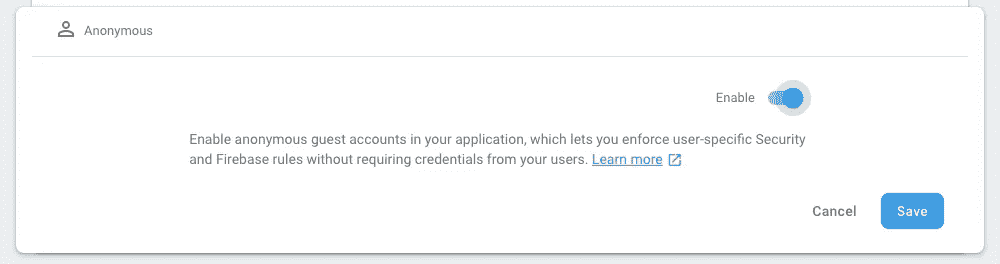 Anonymous
Enable
Enable anonymous guest accounts in your application, which lets you enforce user-specific Security
and Firebase rules without requiring credentials from your users. Learn more
Cancel Save